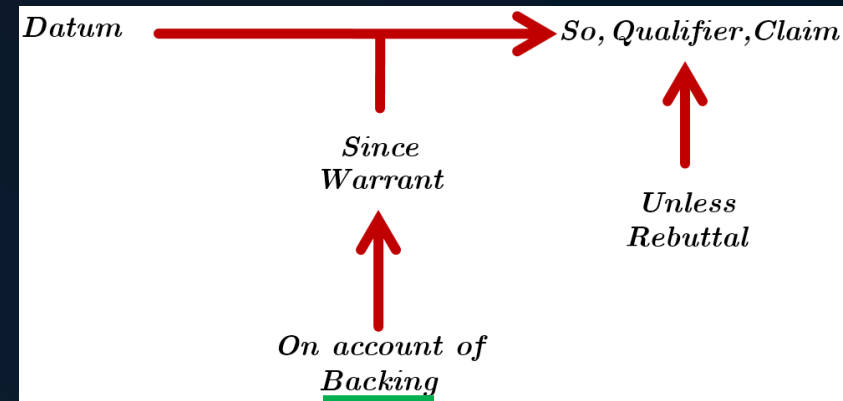 Datum
So, Qualifier,Claim
Since
Warrant
Unless
Rebuttal
On account of
Backing